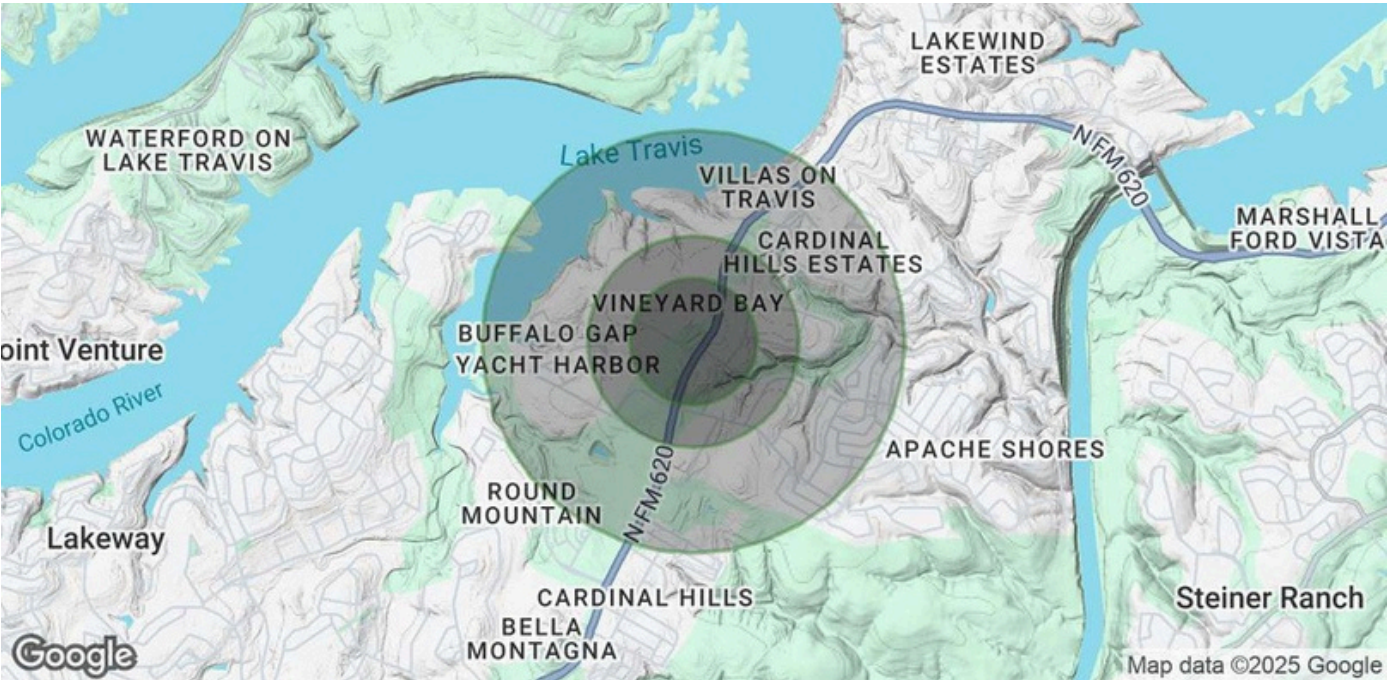 LAKEWIND
ESTATES
N FM 620
WATERFORD ON
LAKE TRAVIS
Lake Travis
VILLAS ON
TRAVIS
MARSHALL
FORD VISTA
CARDINAL
HILLS ESTATES
VINEYARD BAY
BUFFALO GAP
YACHT HARBOR
oint Venture
Colorado River
APACHE SHORES
ROUND
MOUNTAIN
N FM 620
Lakeway
CARDINAL HILLS
Steiner Ranch
BELLA
MONTAGNA
Google
Map data ©2025 Google